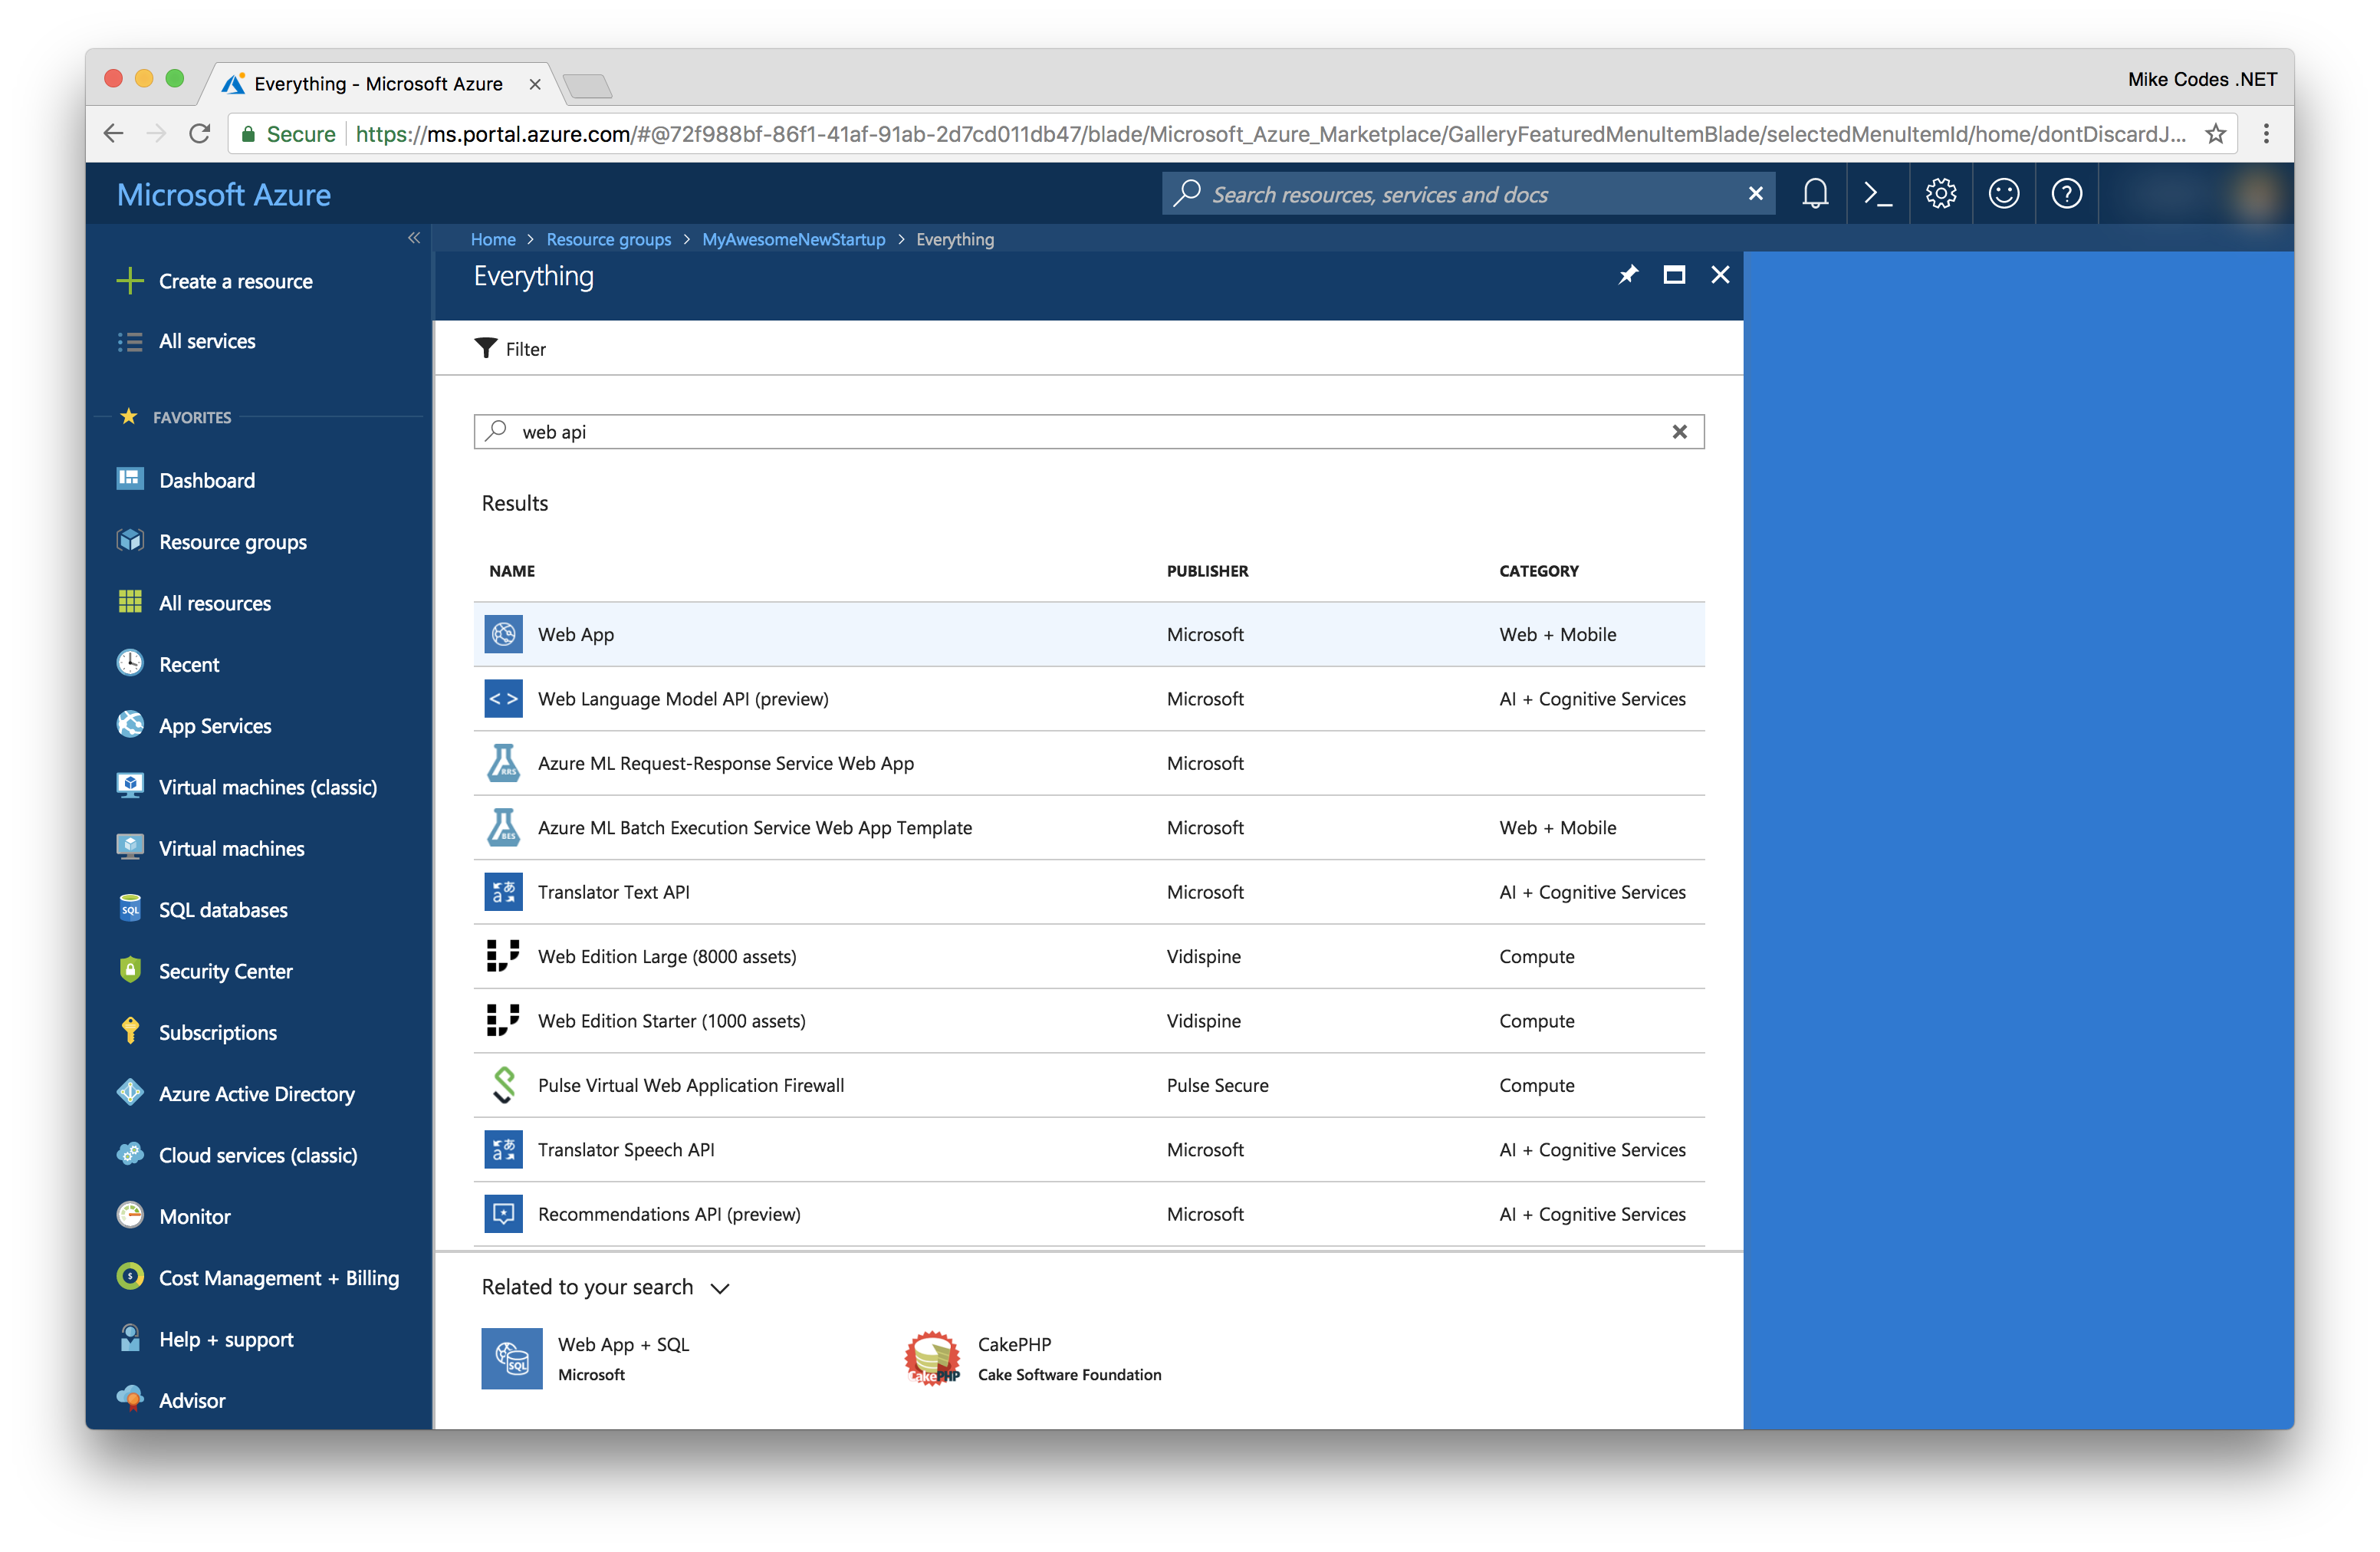 Everything - Microsoft Azure
Mike Codes .NET
Secure https://ms.portal.azure.com/#@72f988bf-86f1-41af-91ab-2d7cd011db47/blade/Microsoft_Azure_Marketplace/GalleryFeaturedMenuItemBlade/selectedMenuItemId/home/dontDiscardJ...
Microsoft Azure
Search resources, services and docs
Home > Resource groups > MyAwesomeNewStartup > Everything
Create a resource
All services
FAVORITES
Dashboard
Resource groups
All resources
Recent
App Services
Virtual machines (classic)
Virtual machines
SQL databases
Security Center
Subscriptions
Azure Active Directory
Cloud services (classic)
Monitor
Cost Management + Billing
Help + support
Advisor
Everything
Filter
web api
Results
NAME PUBLISHER CATEGORY
Web App Microsoft Web + Mobile
Web Language Model API (preview) Microsoft AI + Cognitive Services
RRS Azure ML Request-Response Service Web App Microsoft
BES Azure ML Batch Execution Service Web App Template Microsoft Web + Mobile
Translator Text API Microsoft AI + Cognitive Services
Web Edition Large (8000 assets) Vidispine Compute
Web Edition Starter (1000 assets) Vidispine Compute
Pulse Virtual Web Application Firewall Pulse Secure Compute
Translator Speech API Microsoft AI + Cognitive Services
Recommendations API (preview) Microsoft AI + Cognitive Services
Related to your search
SQL
Web App + SQL
Microsoft
CakePHP
CakePHP
Cake Software Foundation